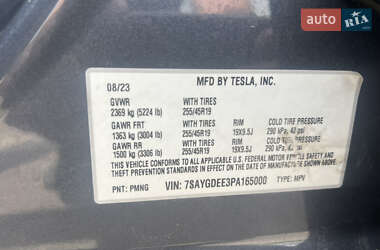 auto RIA
MFD BY TESLA, INC.
08/23
GVWR WITH TIRES
2369 kg (5224 lb) 255/45R19
GAWR FRT WITH TIRES RIM COLD TIRE PRESSURE
1363 kg (3004 lb) 255/45R19 19X9.5J 290 kPa, 42 psi
GAWR RR WITH TIRES RIM COLD TIRE PRESSURE
1500 kg (3306 lb) 255/45R19 19X9.5J 290 kPa, 42 psi
THIS VEHICLE CONFORMS TO ALL APPLICABLE U.S. FEDERAL MOTOR VEHICLE SAFETY AND
THEFT PREVENTION STANDARDS IN EFFECT ON THE DATE OF MANUFACTURE SHOWN ABOVE.
PNT: PMNG VIN: 7SAYGDEE3PA165000 TYPE: MPV